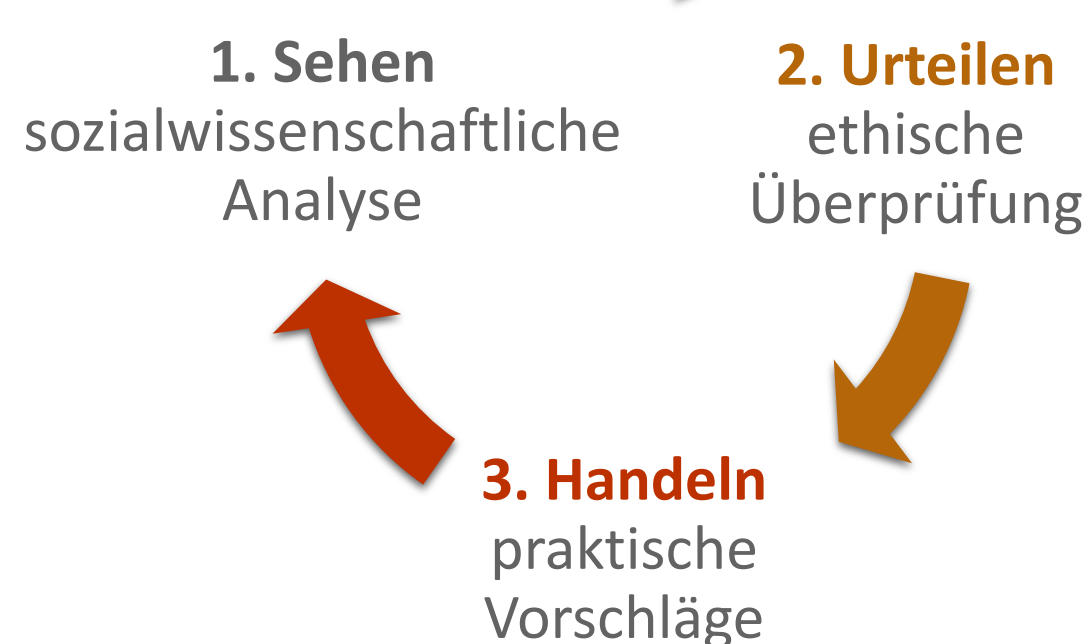 1. Sehen
sozialwissenschaftliche
Analyse
2. Urteilen
ethische
Überprüfung
3. Handeln
praktische
Vorschläge